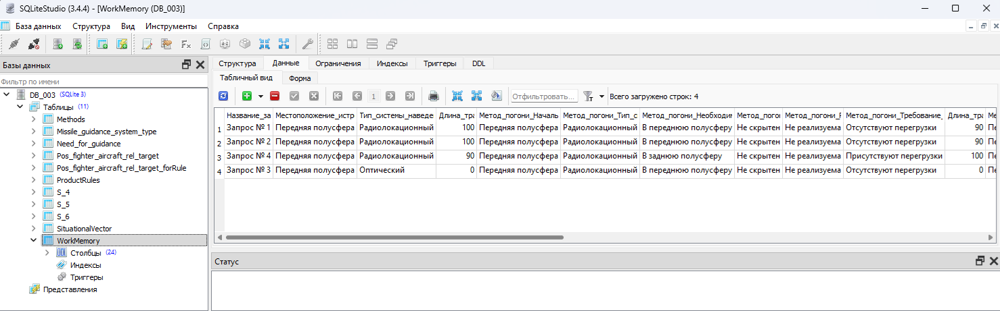 SQLiteStudio (3.4.4) - [WorkMemory (DB_003)]
База данных Структура Вид Инструменты Справка
Базы данных
Фильтр по имени
DB_003 (SQLite 3)
Таблицы (11)
Methods
Missile_guidance_system_type
Need_for_guidance
Pos_fighter_aircraft_rel_target
Pos_fighter_aircraft_rel_target_forRule
ProductRules
S_4
S_5
S_6
SituationalVector
WorkMemory
Столбцы (24)
Индексы
Триггеры
Представления
Структура Данные Ограничения Индексы Триггеры DDL
Табличный вид Форма
1 Отфильтровать... Всего загружено строк: 4
Название_за Местоположение_истр Тип_системы_наведе Длина_тра Метод_погони_Началь Метод_погони_Тип_с Метод_погони_Необходим Метод_погон Метод_погони_Р Метод_погони_Требование_ Длина_тра
1 Запрос № 1 Передняя полусфера Радиолокационный 100 Передняя полусфера Радиолокационный В переднюю полусферу Не скрытен Не реализуема Отсутствуют перегрузки 90 Пе
2 Запрос № 2 Передняя полусфера Радиолокационный 100 Передняя полусфера Радиолокационный В переднюю полусферу Не скрытен Не реализуема Отсутствуют перегрузки 90 Пе
3 Запрос № 4 Передняя полусфера Радиолокационный 90 Передняя полусфера Радиолокационный В заднюю полусферу Не скрытен Не реализуема Присутствуют перегрузки 100 Пе
4 Запрос № 3 Передняя полусфера Оптический 0 Передняя полусфера Радиолокационный В переднюю полусферу Не скрытен Не реализуема Отсутствуют перегрузки 0 Пе
Статус